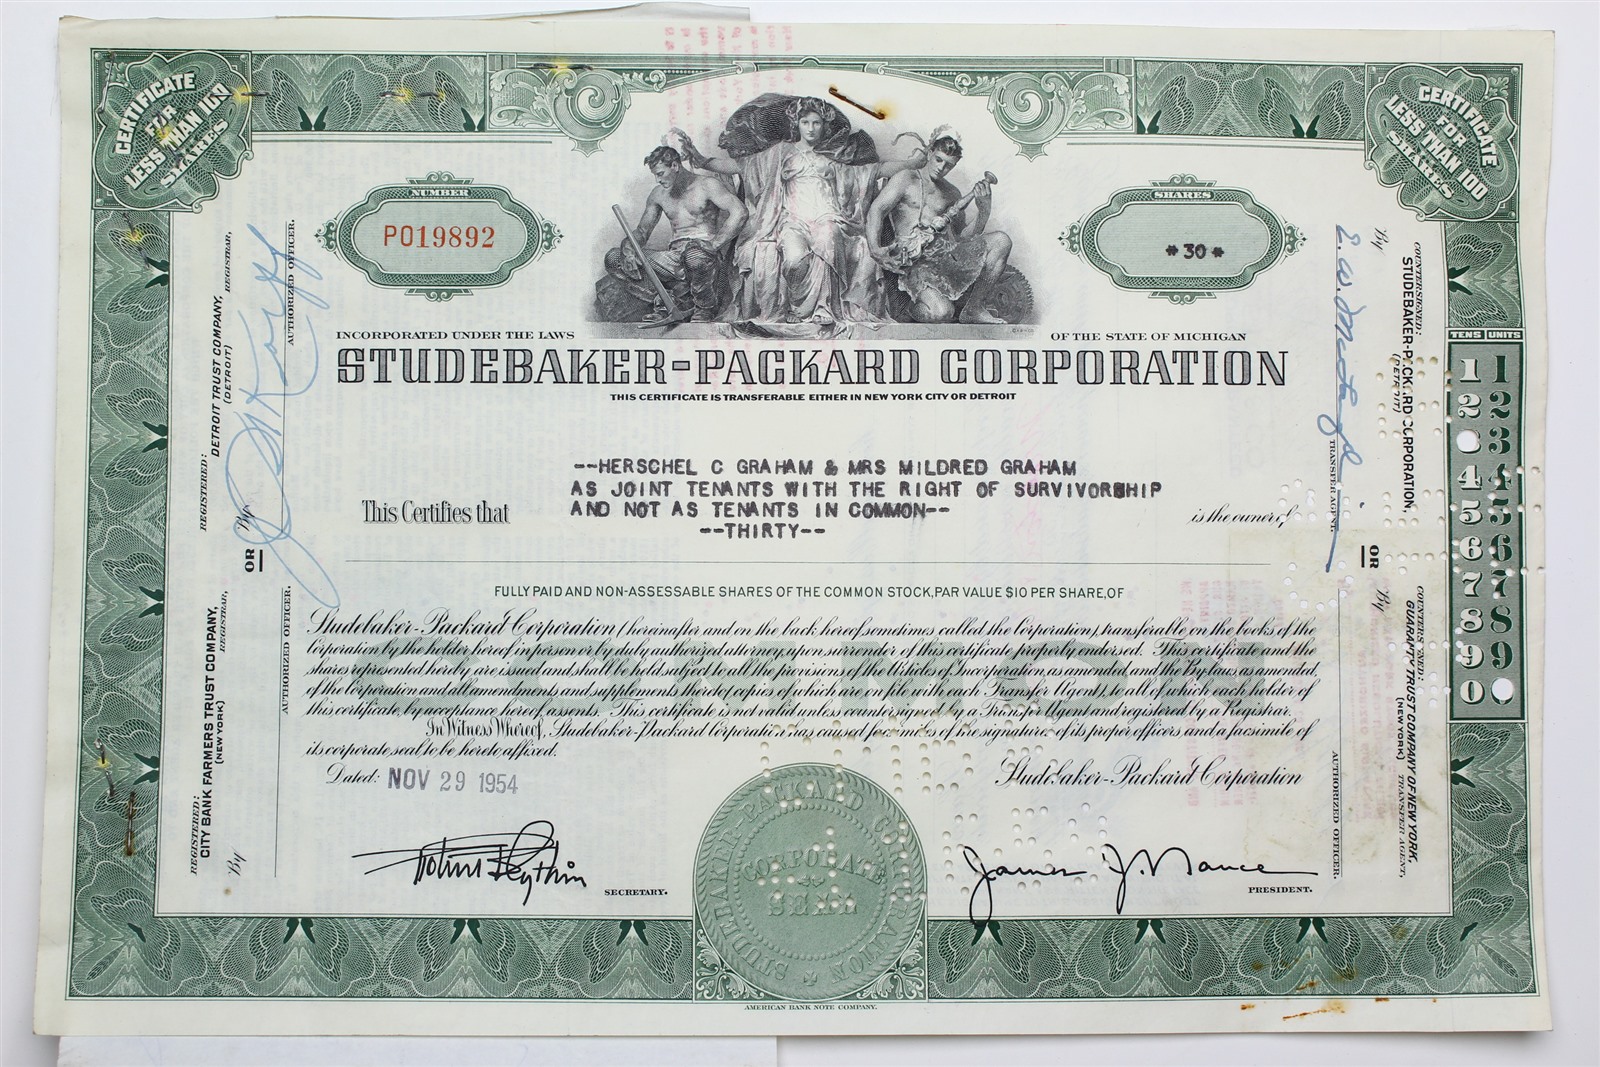 CERTIFICATE
FOR
LESS THAN 100
SHARES
CERTIFICATE
FOR
LESS THAN 100
SHARES
NUMBER
P019892
SHARES
*30*
INCORPORATED UNDER THE LAWS
OF THE STATE OF MICHIGAN
STUDEBAKER-PACKARD CORPORATION
THIS CERTIFICATE IS TRANSFERABLE EITHER IN NEW YORK CITY OR DETROIT
--HERSCHEL C GRAHAM & MRS MILDRED GRAHAM
AS JOINT TENANTS WITH THE RIGHT OF SURVIVORSHIP
This Certifies that AND NOT AS TENANTS IN COMMON-- is the owner of
--THIRTY--
FULLY PAID AND NON-ASSESSABLE SHARES OF THE COMMON STOCK, PAR VALUE $10 PER SHARE, OF
Studebaker-Packard Corporation (hereinafter and on the back hereof sometimes called the Corporation), transferable on the books of the
Corporation by the holder hereof in person or by duly authorized attorney upon surrender of this certificate properly endorsed. This certificate and the
shares represented hereby are issued and shall be held subject to all the provisions of the Articles of Incorporation, as amended, and the By-laws, as amended,
of the Corporation and all amendments and supplements thereto (copies of which are on file with each Transfer Agent), to all of which each holder of
this certificate, by acceptance hereof, assents. This certificate is not valid unless countersigned by a Transfer Agent and registered by a Registrar.
In Witness Whereof, Studebaker-Packard Corporation has caused facsimiles of the signatures of its proper officers and a facsimile of
its corporate seal to be hereto affixed.
Dated: NOV 29 1954
Studebaker-Packard Corporation
SECRETARY.
James J. Nance
PRESIDENT.
STUDEBAKER-PACKARD CORPORATION
CORPORATE
SEAL
AMERICAN BANK NOTE COMPANY.
REGISTERED:
DETROIT TRUST COMPANY,
(DETROIT)
REGISTRAR,
By
AUTHORIZED OFFICER.
OR
REGISTERED:
CITY BANK FARMERS TRUST COMPANY,
(NEW YORK)
REGISTRAR,
By
AUTHORIZED OFFICER.
COUNTERSIGNED:
STUDEBAKER-PACKARD CORPORATION,
(DETROIT)
By
TRANSFER AGENT.
OR
COUNTERSIGNED:
GUARANTY TRUST COMPANY OF NEW YORK,
(NEW YORK)
TRANSFER AGENT,
By
AUTHORIZED OFFICER.
TENS UNITS
1 1
2 2
3 3
4 4
5 5
6 6
7 7
8 8
9 9
0